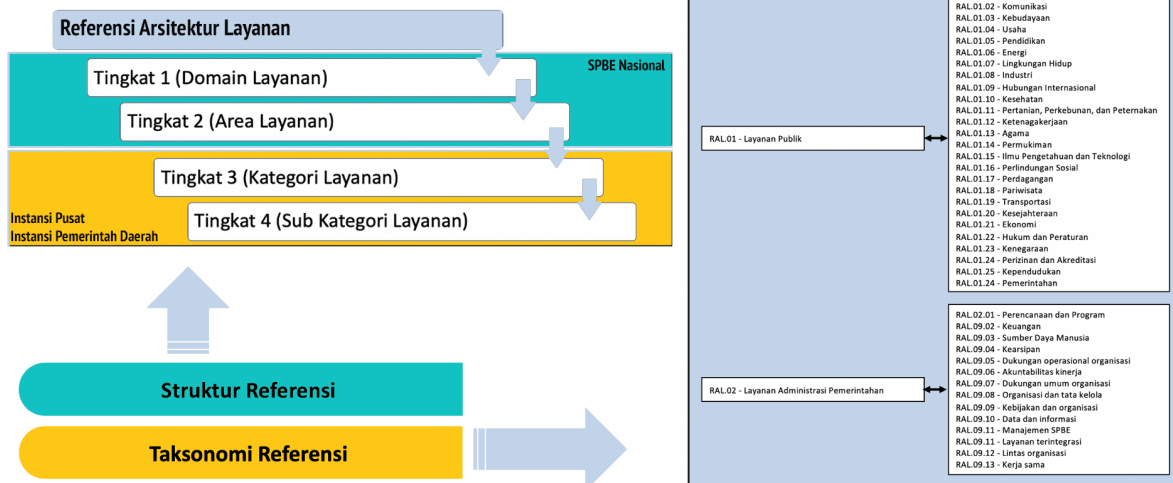 Referensi Arsitektur Layanan
SPBE Nasional
Tingkat 1 (Domain Layanan)
Tingkat 2 (Area Layanan)
Tingkat 3 (Kategori Layanan)
Tingkat 4 (Sub Kategori Layanan)
Instansi Pusat
Instansi Pemerintah Daerah
Struktur Referensi
Taksonomi Referensi
RAL.01 - Layanan Publik
RAL.01.02 - Komunikasi
RAL.01.03 - Kebudayaan
RAL.01.04 - Usaha
RAL.01.05 - Pendidikan
RAL.01.06 - Energi
RAL.01.07 - Lingkungan Hidup
RAL.01.08 - Industri
RAL.01.09 - Hubungan Internasional
RAL.01.10 - Kesehatan
RAL.01.11 - Pertanian, Perkebunan, dan Peternakan
RAL.01.12 - Ketenagakerjaan
RAL.01.13 - Agama
RAL.01.14 - Permukiman
RAL.01.15 - Ilmu Pengetahuan dan Teknologi
RAL.01.16 - Perlindungan Sosial
RAL.01.17 - Perdagangan
RAL.01.18 - Pariwisata
RAL.01.19 - Transportasi
RAL.01.20 - Kesejahteraan
RAL.01.21 - Ekonomi
RAL.01.22 - Hukum dan Peraturan
RAL.01.23 - Kenegaraan
RAL.01.24 - Perizinan dan Akreditasi
RAL.01.25 - Kependudukan
RAL.01.24 - Pemerintahan
RAL.02 - Layanan Administrasi Pemerintahan
RAL.02.01 - Perencanaan dan Program
RAL.09.02 - Keuangan
RAL.09.03 - Sumber Daya Manusia
RAL.09.04 - Kearsipan
RAL.09.05 - Dukungan operasional organisasi
RAL.09.06 - Akuntabilitas kinerja
RAL.09.07 - Dukungan umum organisasi
RAL.09.08 - Organisasi dan tata kelola
RAL.09.09 - Kebijakan dan organisasi
RAL.09.10 - Data dan informasi
RAL.09.11 - Manajemen SPBE
RAL.09.11 - Layanan terintegrasi
RAL.09.12 - Lintas organisasi
RAL.09.13 - Kerja sama